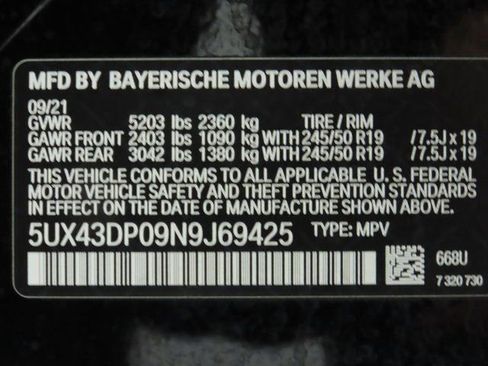 MFD BY BAYERISCHE MOTOREN WERKE AG
09/21
GVWR 5203 lbs 2360 kg TIRE / RIM
GAWR FRONT 2403 lbs 1090 kg WITH 245/50 R19 /7.5J x 19
GAWR REAR 3042 lbs 1380 kg WITH 245/50 R19 /7.5J x 19
THIS VEHICLE CONFORMS TO ALL APPLICABLE U. S. FEDERAL
MOTOR VEHICLE SAFETY AND THEFT PREVENTION STANDARDS
IN EFFECT ON THE DATE OF MANUFACTURE SHOWN ABOVE.
5UX43DP09N9J69425 TYPE: MPV
668U
7 320 730